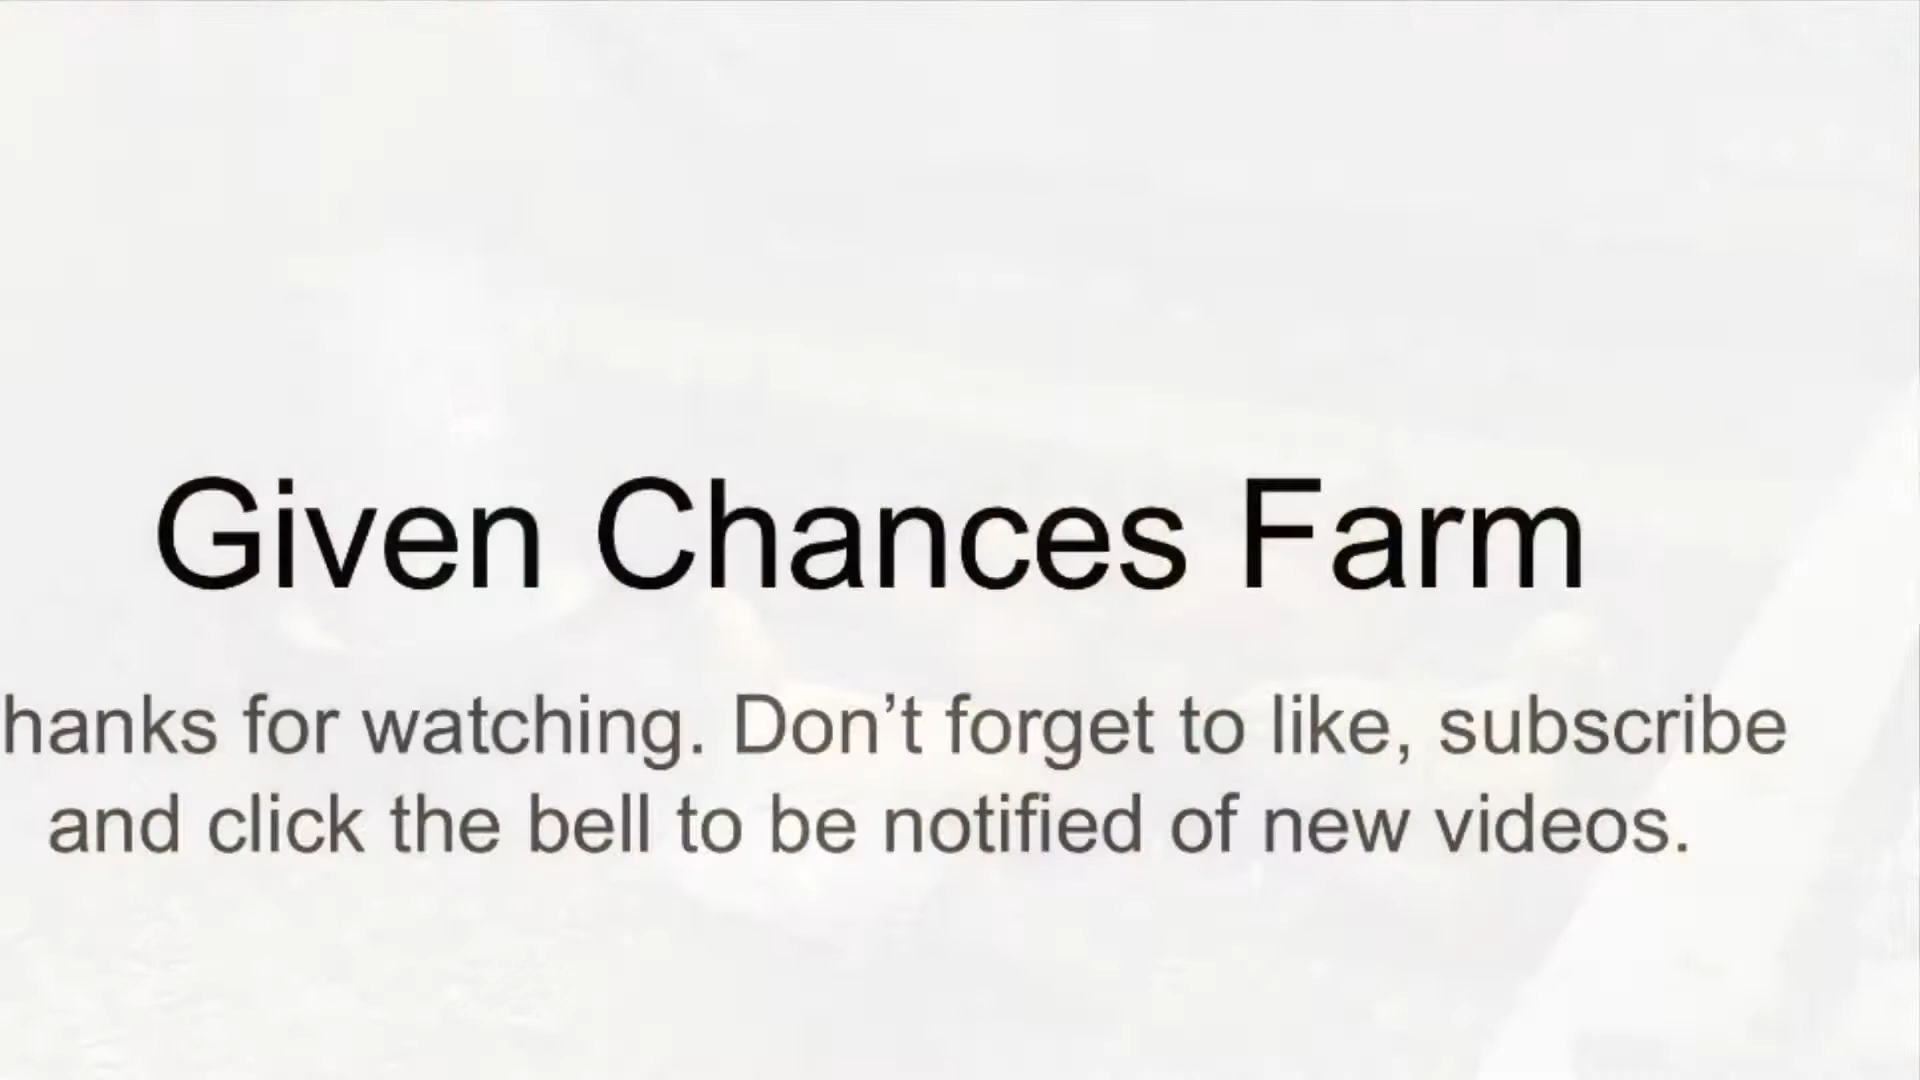 Given Chances Farm
hanks for watching. Don’t forget to like, subscribe
and click the bell to be notified of new videos.